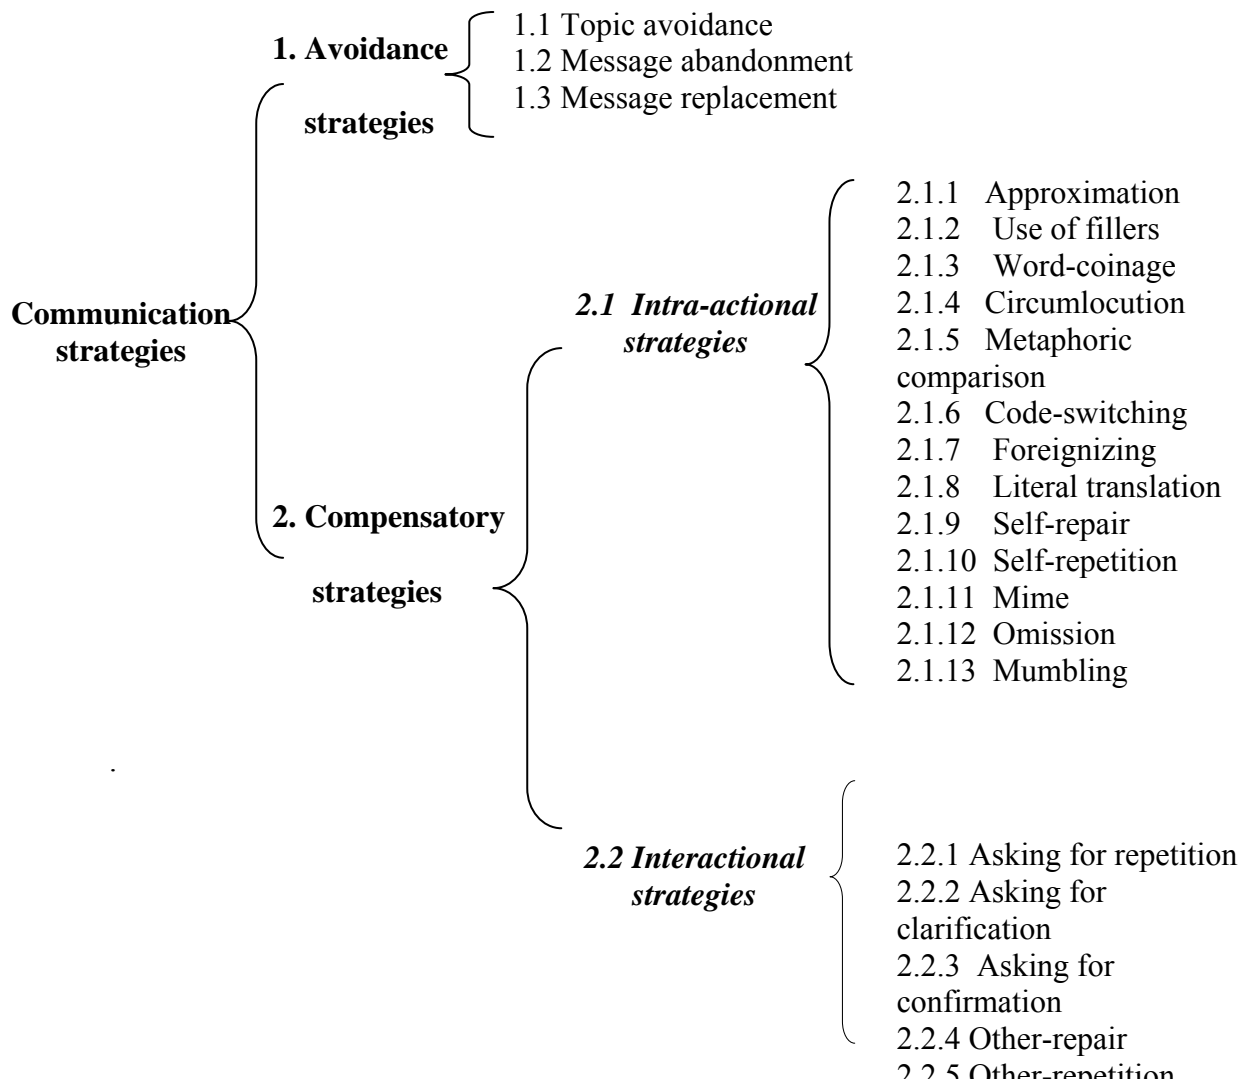 1. Avoidance
strategies
1.1 Topic avoidance
1.2 Message abandonment
1.3 Message replacement
Communication
strategies
2. Compensatory
strategies
2.1 Intra-actional
strategies
2.1.1 Approximation
2.1.2 Use of fillers
2.1.3 Word-coinage
2.1.4 Circumlocution
2.1.5 Metaphoric
comparison
2.1.6 Code-switching
2.1.7 Foreignizing
2.1.8 Literal translation
2.1.9 Self-repair
2.1.10 Self-repetition
2.1.11 Mime
2.1.12 Omission
2.1.13 Mumbling
2.2 Interactional
strategies
2.2.1 Asking for repetition
2.2.2 Asking for
clarification
2.2.3 Asking for
confirmation
2.2.4 Other-repair
2.2.5 Other-repetition